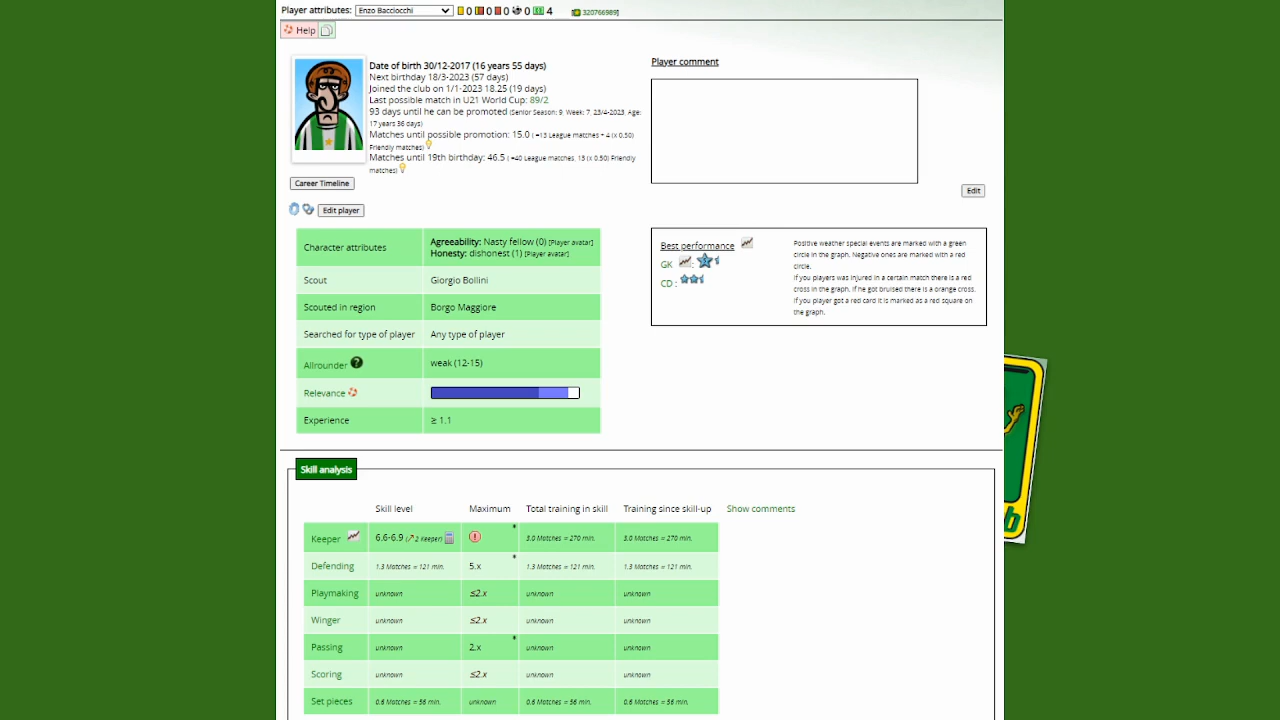 Player attributes: Enzo Bacciocchi 0 0 0 0 4 [320766989]
Help
Date of birth 30/12-2017 (16 years 55 days)
Next birthday 18/3-2023 (57 days)
Joined the club on 1/1-2023 18.25 (19 days)
Last possible match in U21 World Cup: 89/2
93 days until he can be promoted (Senior Season: 9, Week: 7, 23/4-2023, Age:
17 years 36 days)
Matches until possible promotion: 15.0 ( =13 League matches + 4 (x 0.50)
Friendly matches)
Matches until 19th birthday: 46.5 ( =40 League matches, 13 (x 0.50) Friendly
matches)
Career Timeline
Edit player
Player comment
Edit
Character attributes
Agreeability: Nasty fellow (0) [Player avatar]
Honesty: dishonest (1) [Player avatar]
Scout Giorgio Bollini
Scouted in region Borgo Maggiore
Searched for type of player Any type of player
Allrounder ? weak (12-15)
Relevance
Experience ≥ 1.1
Best performance
GK :
CD :
Positive weather special events are marked with a green
circle in the graph. Negative ones are marked with a red
circle.
If you players was injured in a certain match there is a red
cross in the graph. If he got bruised there is a orange cross.
If you player got a red card it is marked as a red square on
the graph.
Skill analysis
Skill level Maximum Total training in skill Training since skill-up Show comments
Keeper 6.6-6.9 (↗2 Keeper) ! * 3.0 Matches = 270 min. 3.0 Matches = 270 min.
Defending 1.3 Matches = 121 min. 5.x * 1.3 Matches = 121 min. 1.3 Matches = 121 min.
Playmaking unknown ≤2.x unknown unknown
Winger unknown ≤2.x unknown unknown
Passing unknown 2.x * unknown unknown
Scoring unknown ≤2.x unknown unknown
Set pieces 0.6 Matches = 56 min. unknown 0.6 Matches = 56 min. 0.6 Matches = 56 min.
b